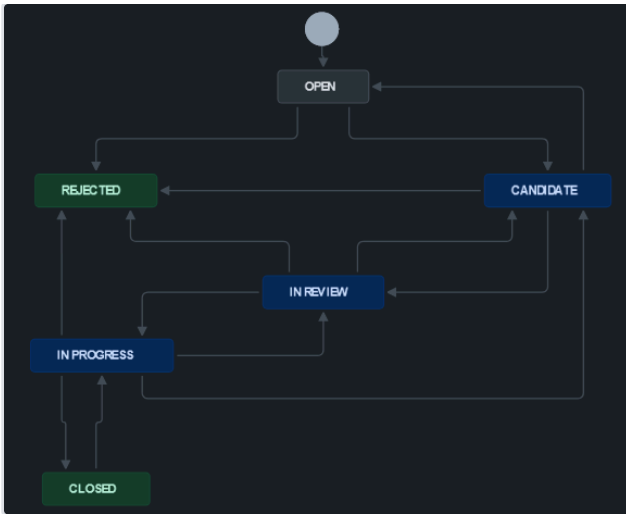 OPEN
REJECTED
CANDIDATE
IN REVIEW
IN PROGRESS
CLOSED